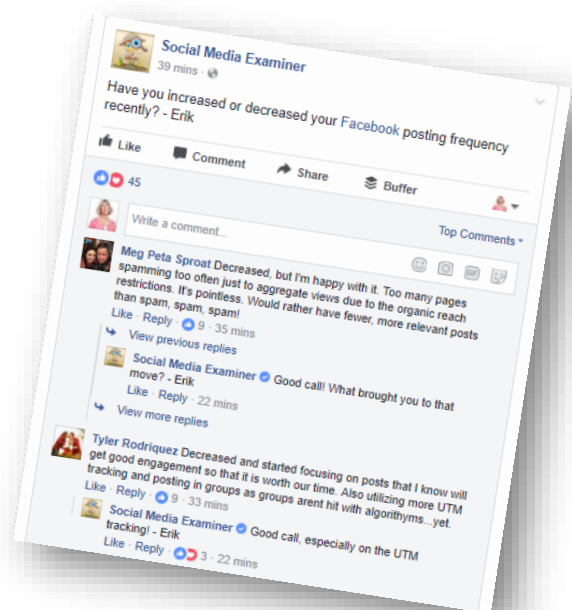 Social Media Examiner
39 mins ·
Have you increased or decreased your Facebook posting frequency
recently? - Erik
Like Comment Share Buffer
45
Top Comments
Write a comment...
GIF
Meg Peta Sproat Decreased, but I'm happy with it. Too many pages
spamming too often just to aggregate views due to the organic reach
restrictions. It's pointless. Would rather have fewer, more relevant posts
than spam, spam, spam!
Like · Reply · 9 · 35 mins
View previous replies
Social Media Examiner Good call! What brought you to that
move? - Erik
Like · Reply · 22 mins
View more replies
Tyler Rodriquez Decreased and started focusing on posts that I know will
get good engagement so that it is worth our time. Also utilizing more UTM
tracking and posting in groups as groups arent hit with algorithyms...yet.
Like · Reply · 9 · 33 mins
Social Media Examiner Good call, especially on the UTM
tracking! - Erik
Like · Reply · 3 · 22 mins